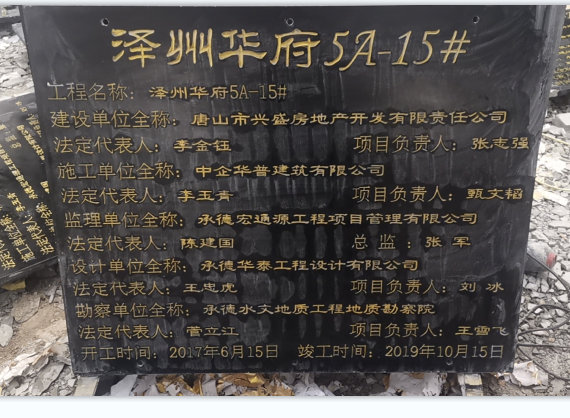 泽州华府5A-15#
工程名称：泽州华府5A-15#
建设单位全称：唐山市兴盛房地产开发有限责任公司
法定代表人：李金钰 项目负责人：张志强
施工单位全称：中企华普建筑有限公司
法定代表人：李玉青 项目负责人：甄文韬
监理单位全称：承德宏通源工程项目管理有限公司
法定代表人：陈建国 总监：张军
设计单位全称：承德华泰工程设计有限公司
法定代表人：王忠虎 项目负责人：刘冰
勘察单位全称：承德水文地质工程地质勘察院
法定代表人：菅立江 项目负责人：王雪飞
开工时间：2017年6月15日 竣工时间：2019年10月15日